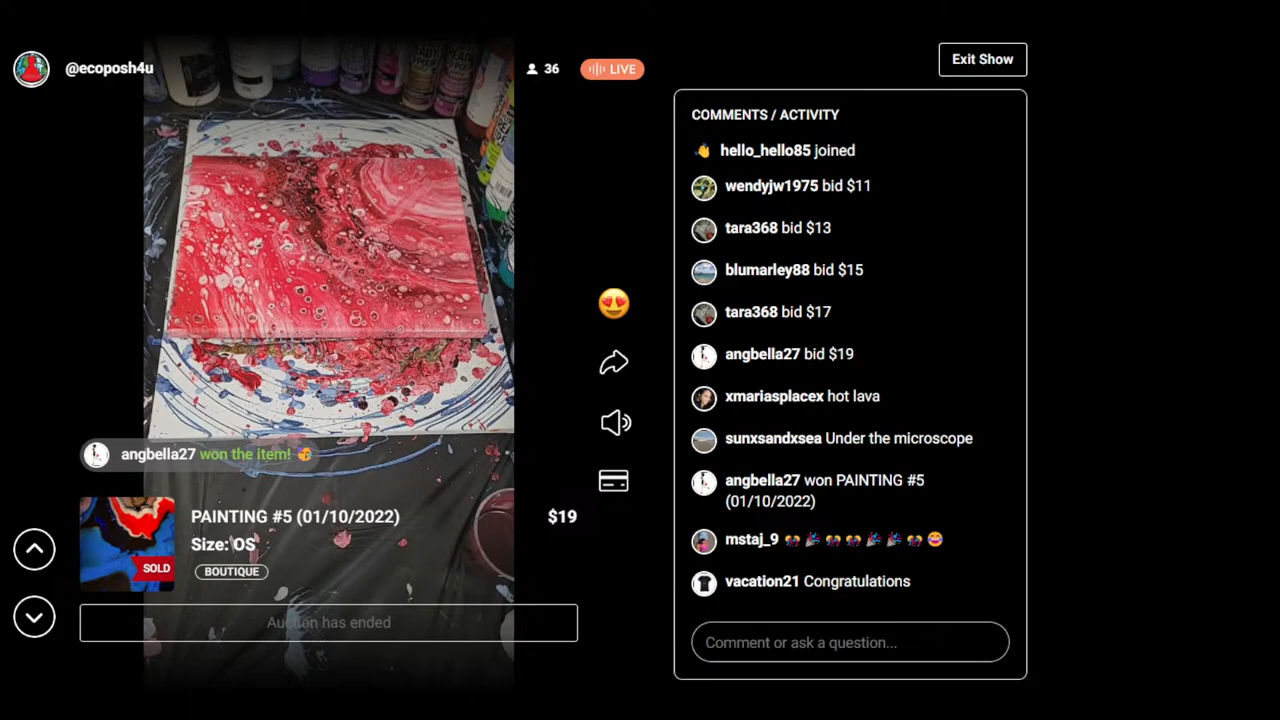 @ecoposh4u
36
LIVE
Exit Show
COMMENTS / ACTIVITY
hello_hello85 joined
wendyjw1975 bid $11
tara368 bid $13
blumarley88 bid $15
tara368 bid $17
angbella27 bid $19
xmariasplacex hot lava
sunxsandxsea Under the microscope
angbella27 won PAINTING #5
(01/10/2022)
mstaj_9
vacation21 Congratulations
Comment or ask a question...
angbella27 won the item!
PAINTING #5 (01/10/2022)
$19
Size: OS
SOLD
BOUTIQUE
Auction has ended